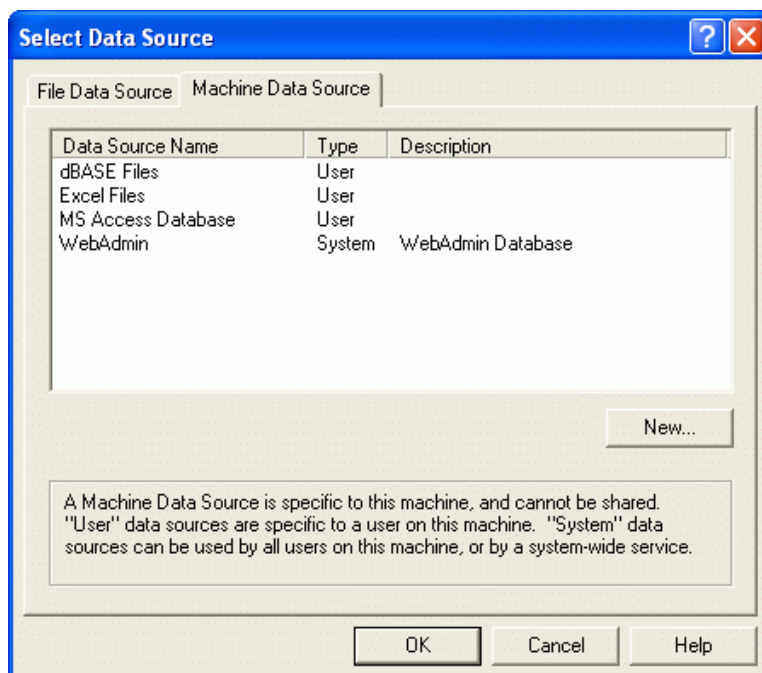 Select Data Source
File Data Source Machine Data Source
Data Source Name Type Description
dBASE Files User
Excel Files User
MS Access Database User
WebAdmin System WebAdmin Database
New...
A Machine Data Source is specific to this machine, and cannot be shared.
"User" data sources are specific to a user on this machine. "System" data
sources can be used by all users on this machine, or by a system-wide service.
OK Cancel Help